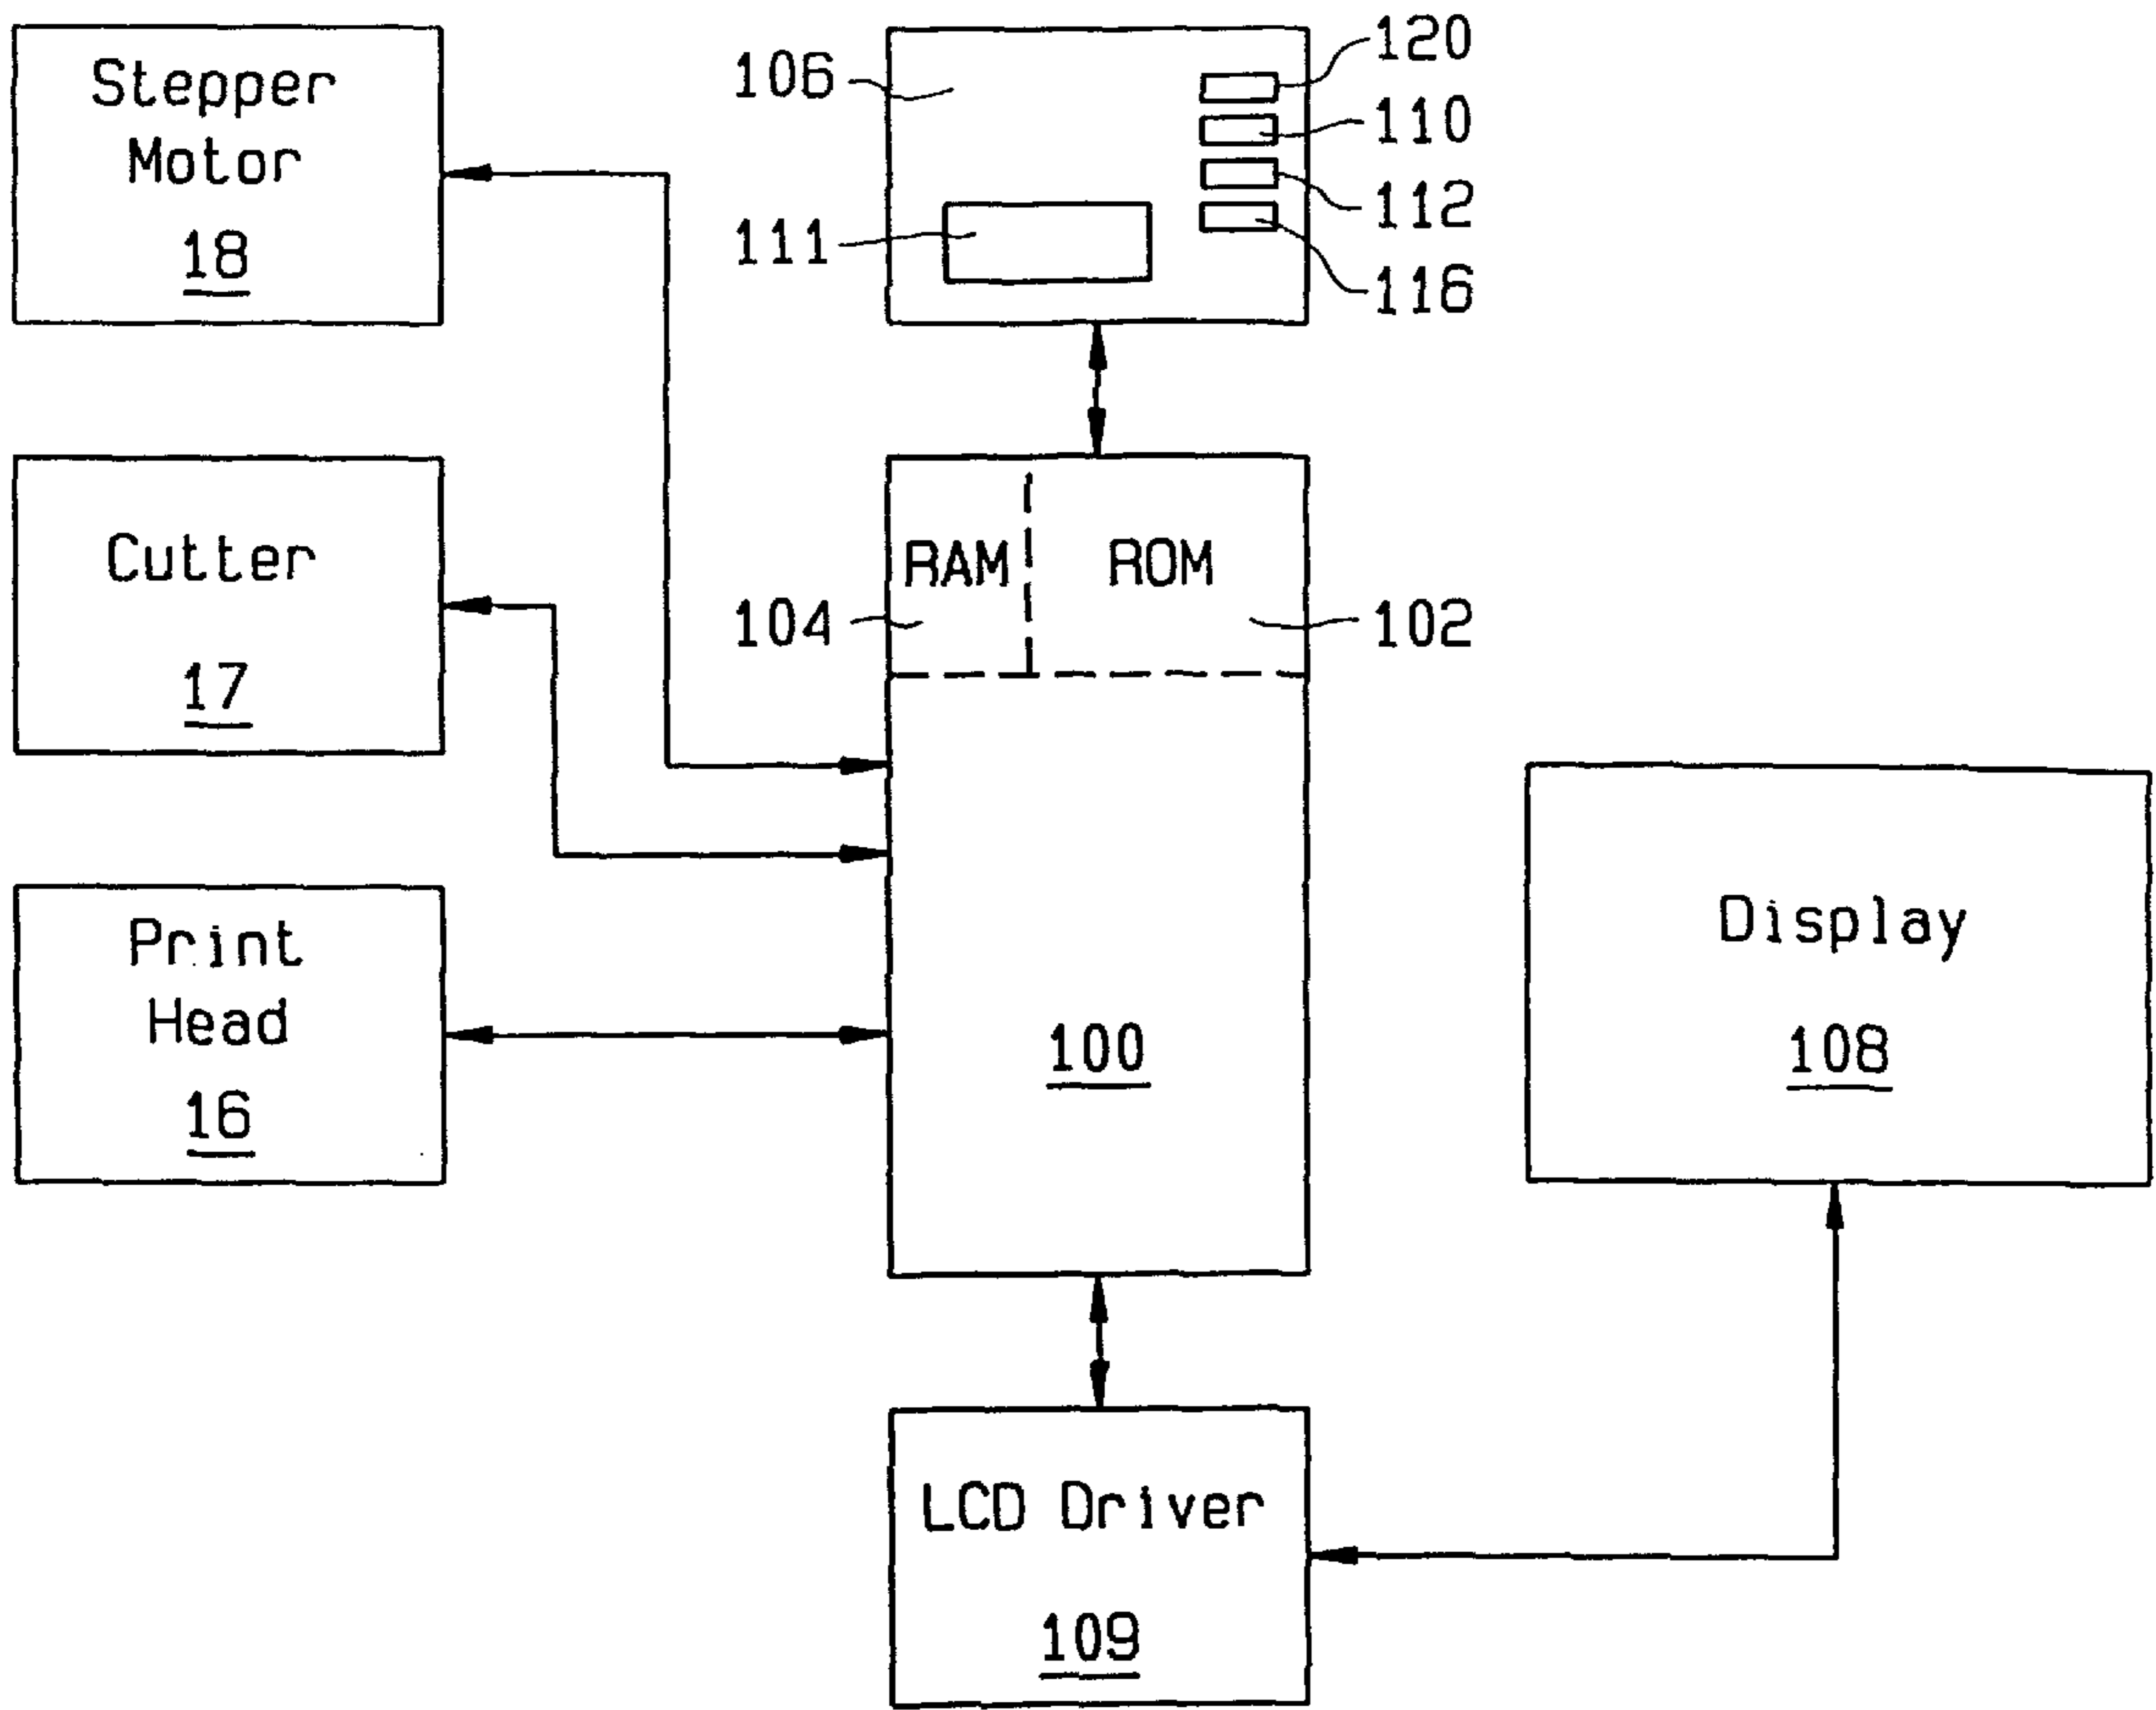 Stepper
Motor
18
106
120
110
112
116
111
Cutter
17
RAM
ROM
104
102
Print
Head
16
100
Display
108
LCD Driver
109